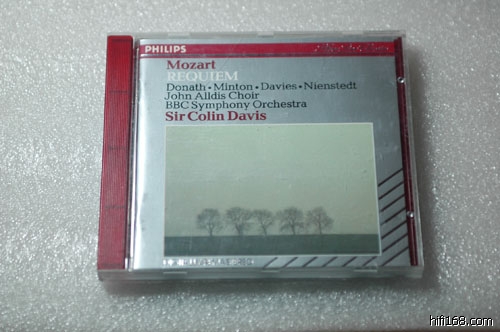 PHILIPS
Mozart
REQUIEM
Donath • Minton • Davies • Nienstedt
John Alldis Choir
BBC Symphony Orchestra
Sir Colin Davis
hifi168.com